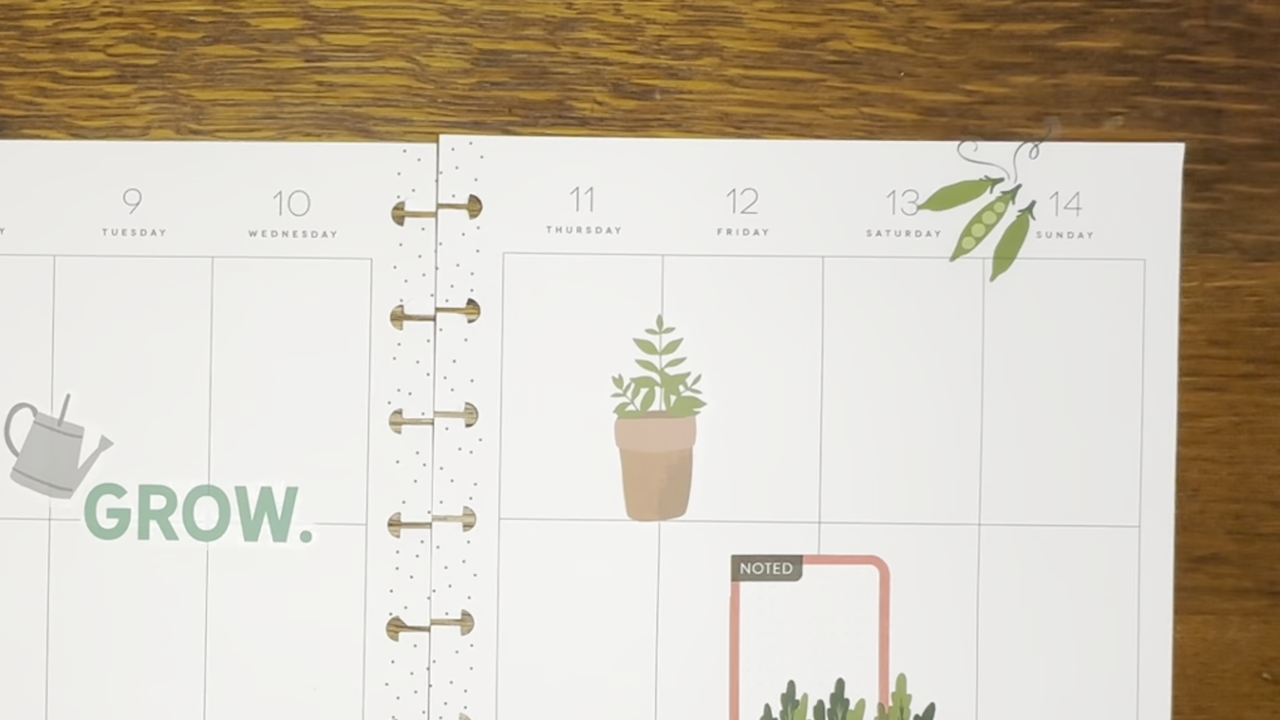 9 10 11 12 13 14
TUESDAY WEDNESDAY THURSDAY FRIDAY SATURDAY SUNDAY
GROW.
NOTED